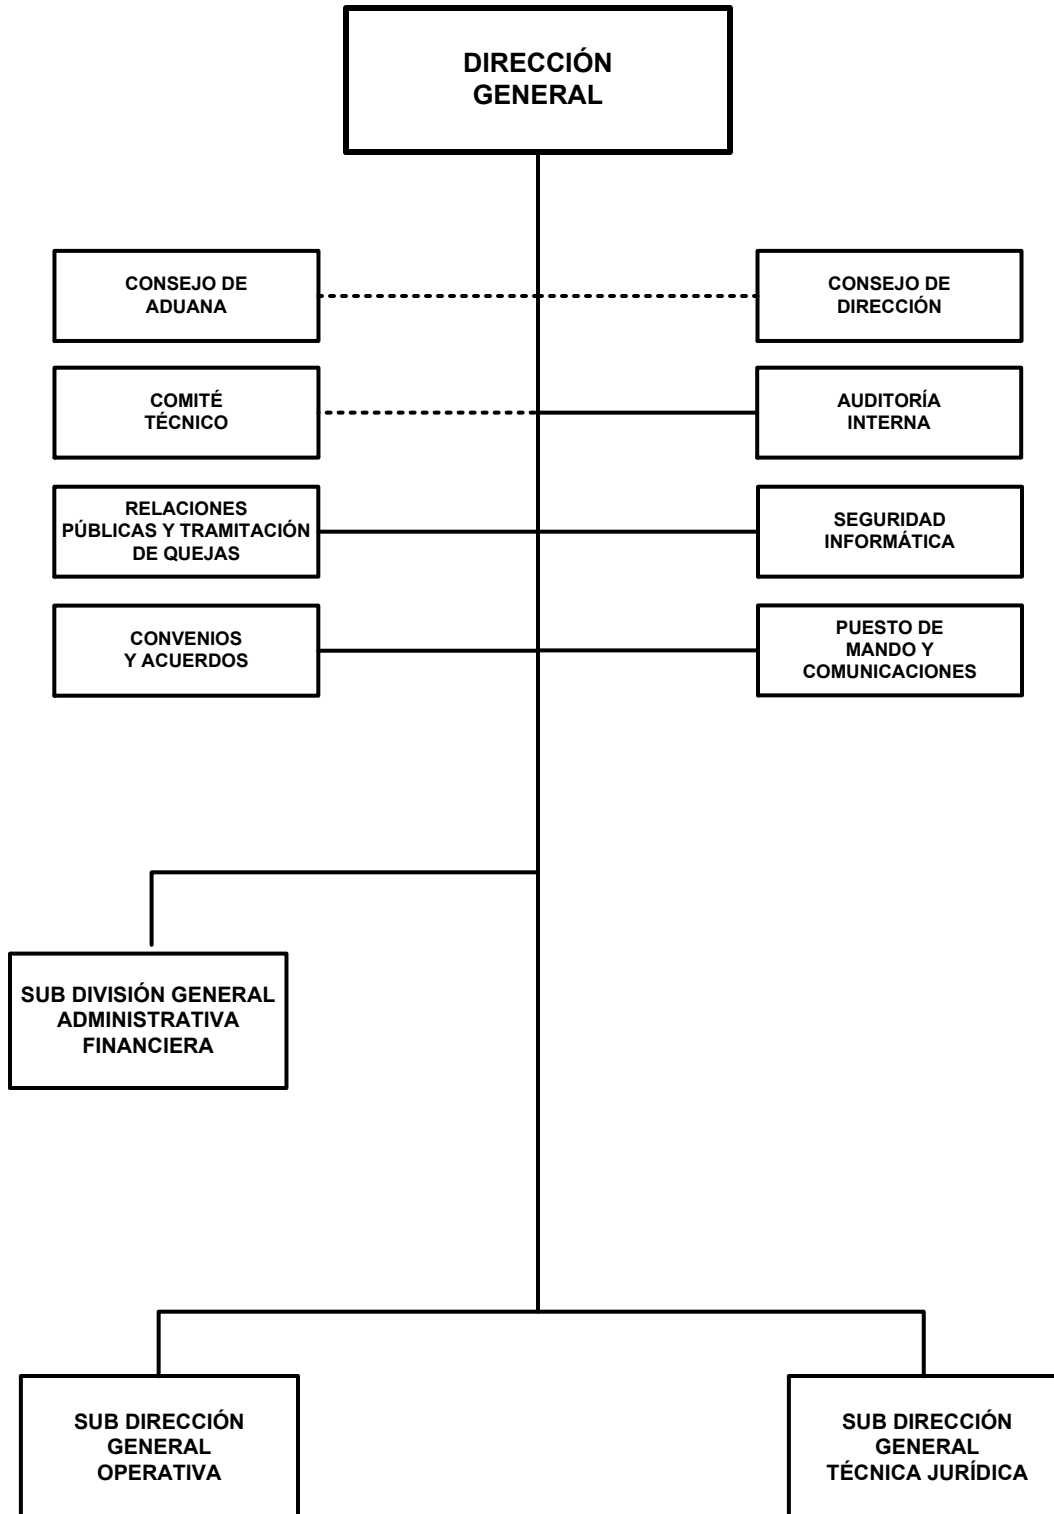 DIRECCIÓN
GENERAL
CONSEJO DE
ADUANA
CONSEJO DE
DIRECCIÓN
COMITÉ
TÉCNICO
AUDITORÍA
INTERNA
RELACIONES
PÚBLICAS Y TRAMITACIÓN
DE QUEJAS
SEGURIDAD
INFORMÁTICA
CONVENIOS
Y ACUERDOS
PUESTO DE
MANDO Y
COMUNICACIONES
SUB DIVISIÓN GENERAL
ADMINISTRATIVA
FINANCIERA
SUB DIRECCIÓN
GENERAL
OPERATIVA
SUB DIRECCIÓN
GENERAL
TÉCNICA JURÍDICA